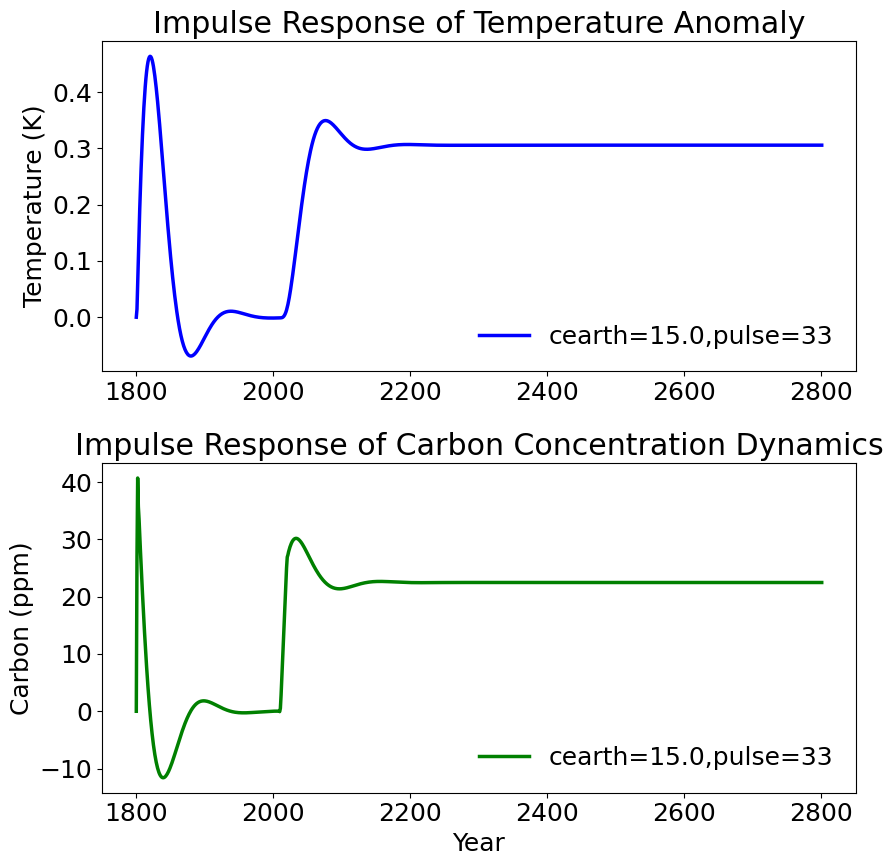 Impulse Response of Temperature Anomaly
Temperature (K)
0.4
0.3
0.2
0.1
0.0
cearth=15.0,pulse=33
1800 2000 2200 2400 2600 2800
Impulse Response of Carbon Concentration Dynamics
Carbon (ppm)
40
30
20
10
0
−10
cearth=15.0,pulse=33
1800 2000 2200 2400 2600 2800
Year